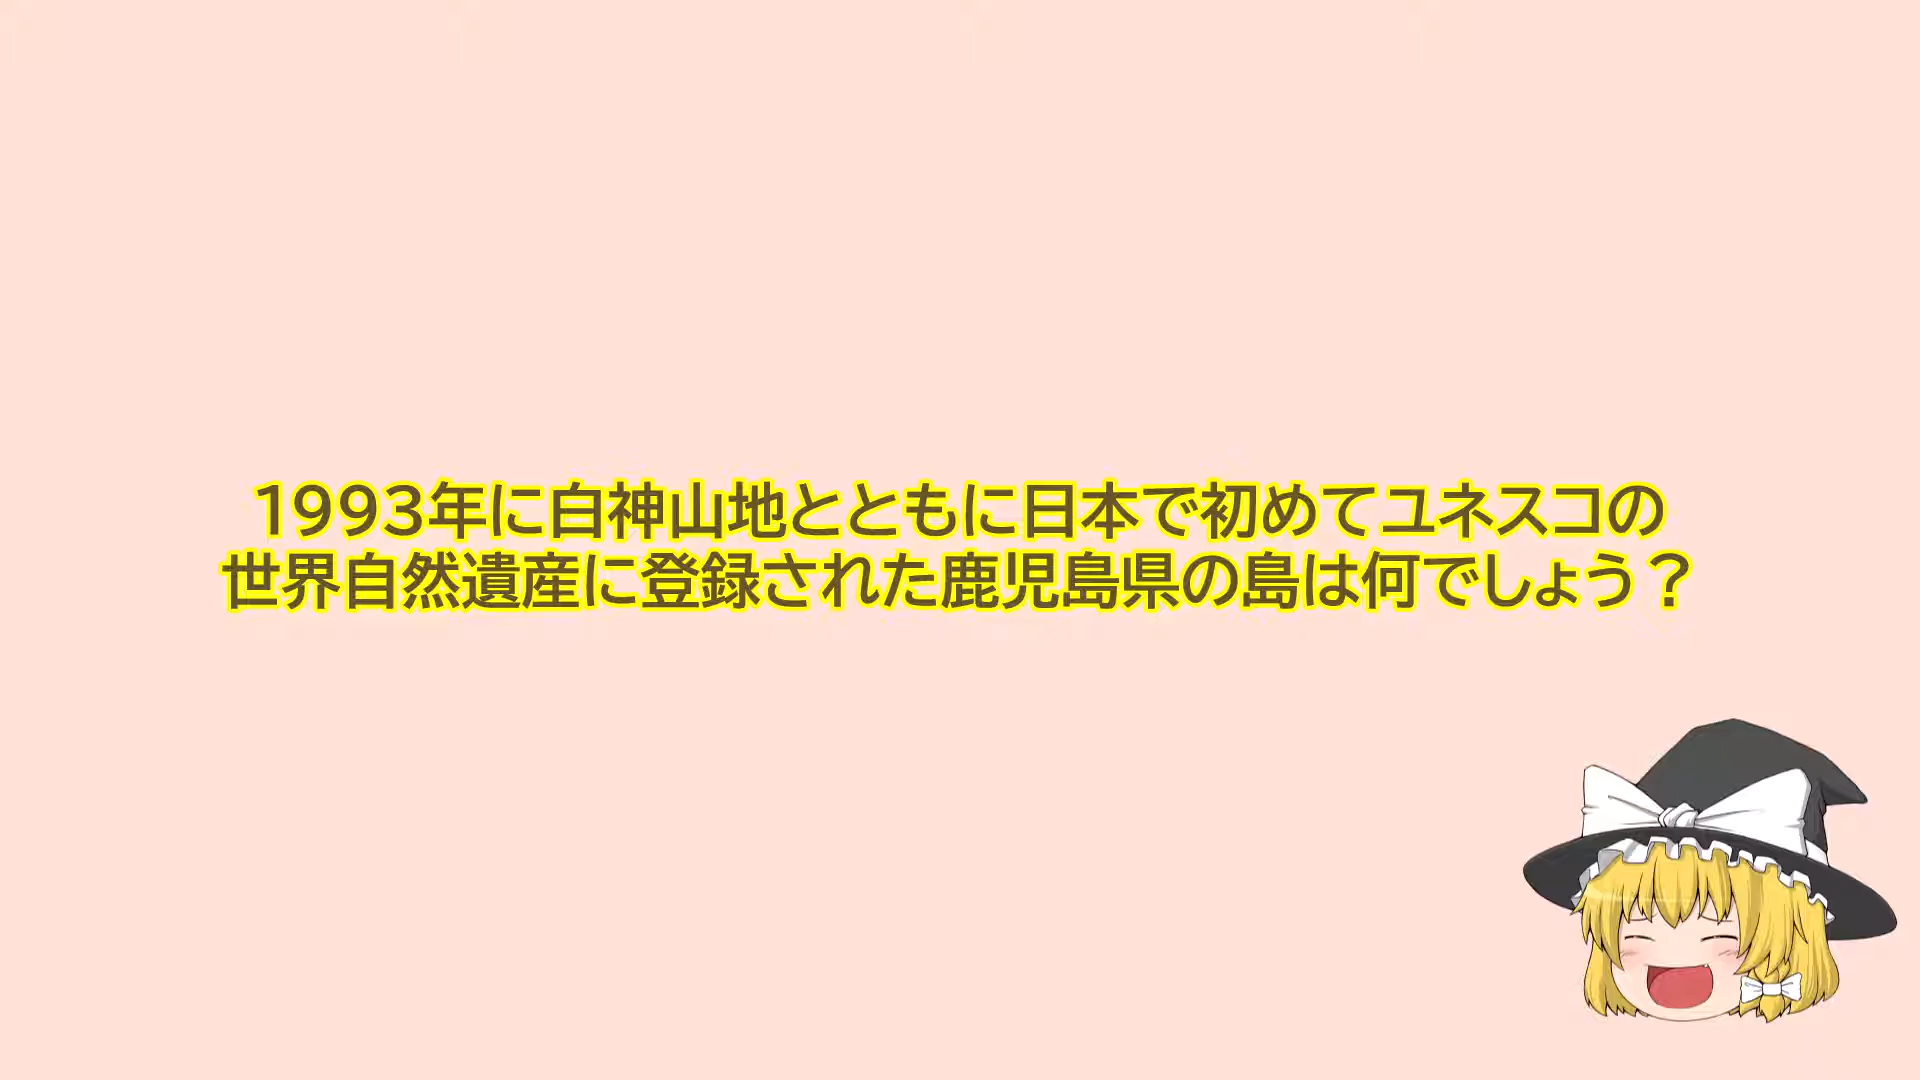 1993年に白神山地とともに日本で初めてユネスコの
世界自然遺産に登録された鹿児島県の島は何でしょう？